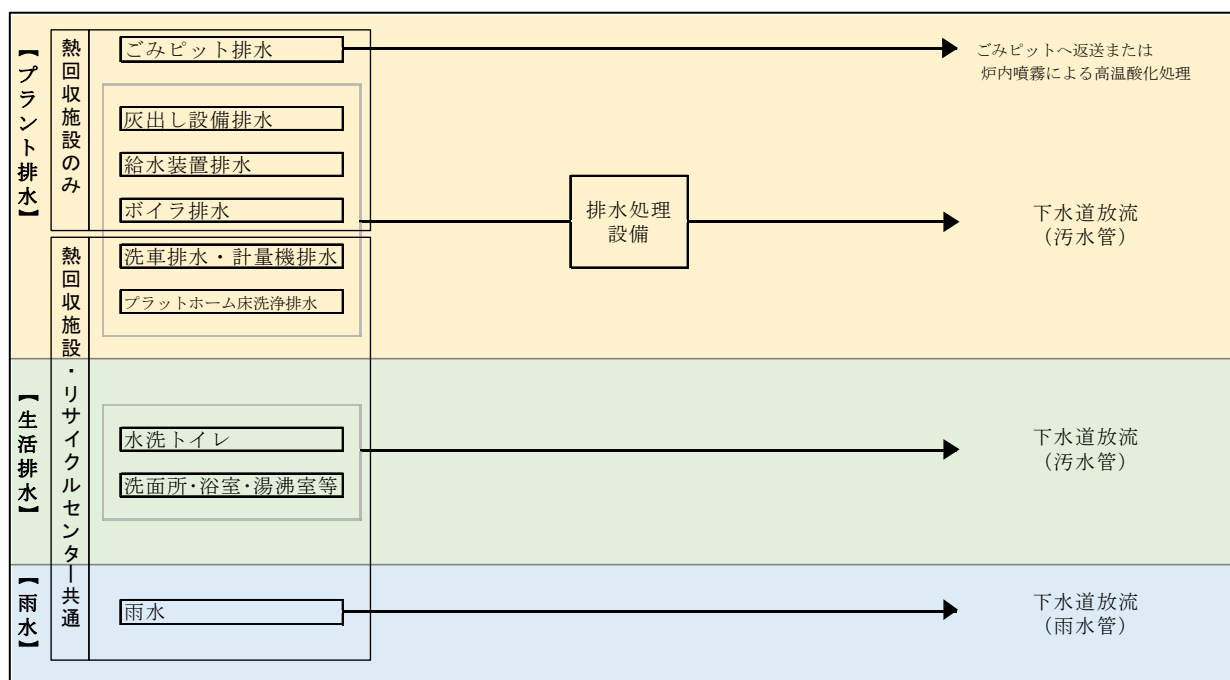 【プラント排水】
熱回収施設のみ
ごみピット排水
ごみピットへ返送または
炉内噴霧による高温酸化処理
灰出し設備排水
給水装置排水
ボイラ排水
排水処理
設備
下水道放流
（汚水管）
熱回収施設・リサイクルセンター共通
洗車排水・計量機排水
プラットホーム床洗浄排水
【生活排水】
水洗トイレ
洗面所・浴室・湯沸室等
下水道放流
（汚水管）
【雨水】
雨水
下水道放流
（雨水管）